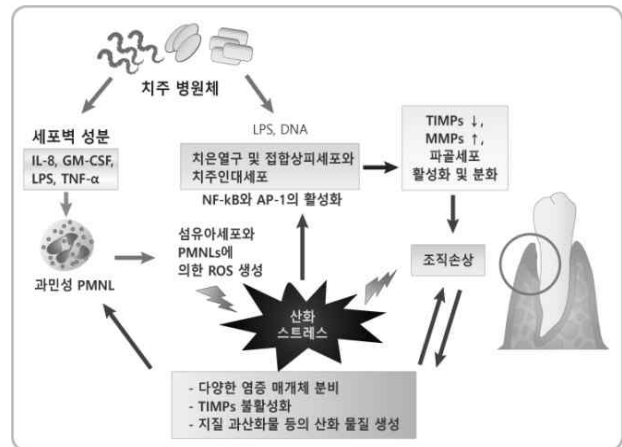 치주 병원체
세포벽 성분
IL-8, GM-CSF,
LPS, TNF-α
과민성 PMNL
LPS, DNA
치은열구 및 접합상피세포와
치주인대세포
NF-kB와 AP-1의 활성화
TIMPs ↓,
MMPs ↑,
파골세포
활성화 및 분화
섬유아세포와
PMNLs에
의한 ROS 생성
조직손상
산화
스트레스
- 다양한 염증 매개체 분비
- TIMPs 불활성화
- 지질 과산화물 등의 산화 물질 생성